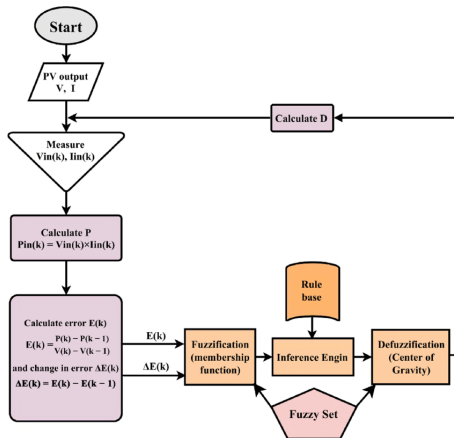 Start
PV output
V, I
Calculate D
Measure
Vin(k), Iin(k)
Calculate P
Pin(k) = Vin(k)×Iin(k)
Calculate error E(k)
E(k) = P(k) − P(k − 1) / V(k) − V(k − 1)
and change in error ΔE(k)
ΔE(k) = E(k) − E(k − 1)
E(k)
ΔE(k)
Fuzzification
(membership
function)
Rule
base
Inference Engin
Defuzzification
(Center of
Gravity)
Fuzzy Set